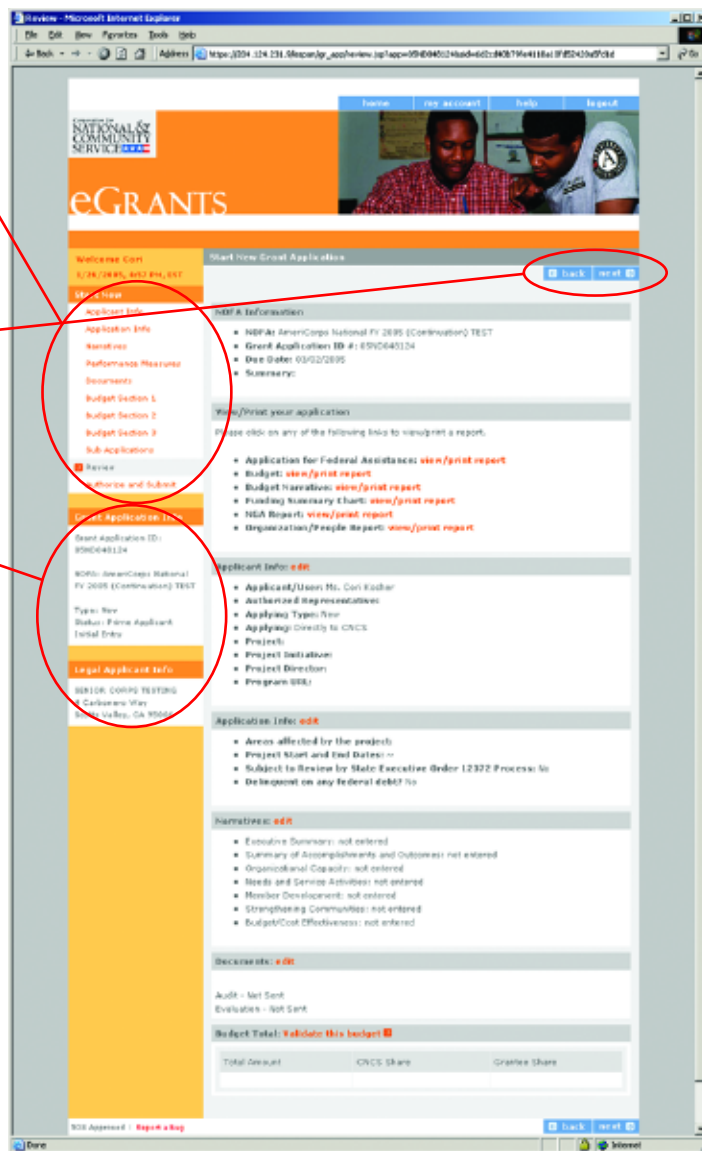 Review - Microsoft Internet Explorer
File Edit View Favorites Tools Help
Back
Address
Go
home my account help logout
Corporation for
NATIONAL &
COMMUNITY
SERVICE
eGRANTS
Welcome Cori
Start New Grant Application
back next
Start New
Applicant Info
Application Info
Narratives
Performance Measures
Documents
Budget Section 1
Budget Section 2
Budget Section 3
Sub Applications
Review
Authorize and Submit
Grant Application Info
Grant Application ID:
05ND048124
NOFA: AmeriCorps National
FY 2005 (Continuation) TEST
Type: New
Status: Prime Applicant
Initial Entry
Legal Applicant Info
SENIOR CORPS TESTING
Carbonero Way
Scotts Valley, CA 95066
NOFA Information
NOFA: AmeriCorps National FY 2005 (Continuation) TEST
Grant Application ID #: 05ND048124
Due Date: 03/02/2005
Summary:
View/Print your application
Please click on any of the following links to view/print a report.
Application for Federal Assistance: view/print report
Budget: view/print report
Budget Narrative: view/print report
Funding Summary Chart: view/print report
NGA Report: view/print report
Organization/People Report: view/print report
Applicant Info: edit
Applicant/User: Ms. Cori Kosher
Authorized Representative:
Applying Type: New
Applying: Directly to CNCS
Project:
Project Initiative:
Project Director:
Program URL:
Application Info: edit
Areas affected by the project:
Project Start and End Dates: --
Subject to Review by State Executive Order 12372 Process: No
Delinquent on any federal debt? No
Narratives: edit
Executive Summary: not entered
Summary of Accomplishments and Outcomes: not entered
Organizational Capacity: not entered
Needs and Service Activities: not entered
Member Development: not entered
Strengthening Communities: not entered
Budget/Cost Effectiveness: not entered
Documents: edit
Audit - Not Sent
Evaluation - Not Sent
Budget Total: Validate this budget
Total Amount CNCS Share Grantee Share
508 Approved | Report a Bug
back next
Done Internet